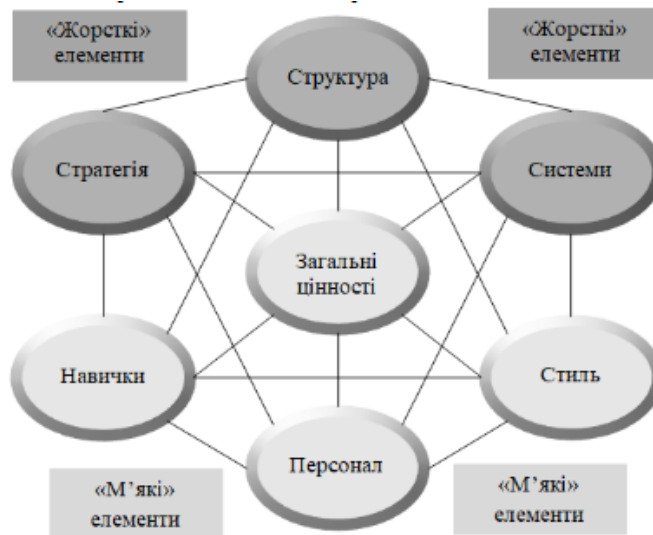 «Жорсткі»
елементи
«Жорсткі»
елементи
Структура
Стратегія
Системи
Загальні
цінності
Навички
Стиль
Персонал
«М’які»
елементи
«М’які»
елементи